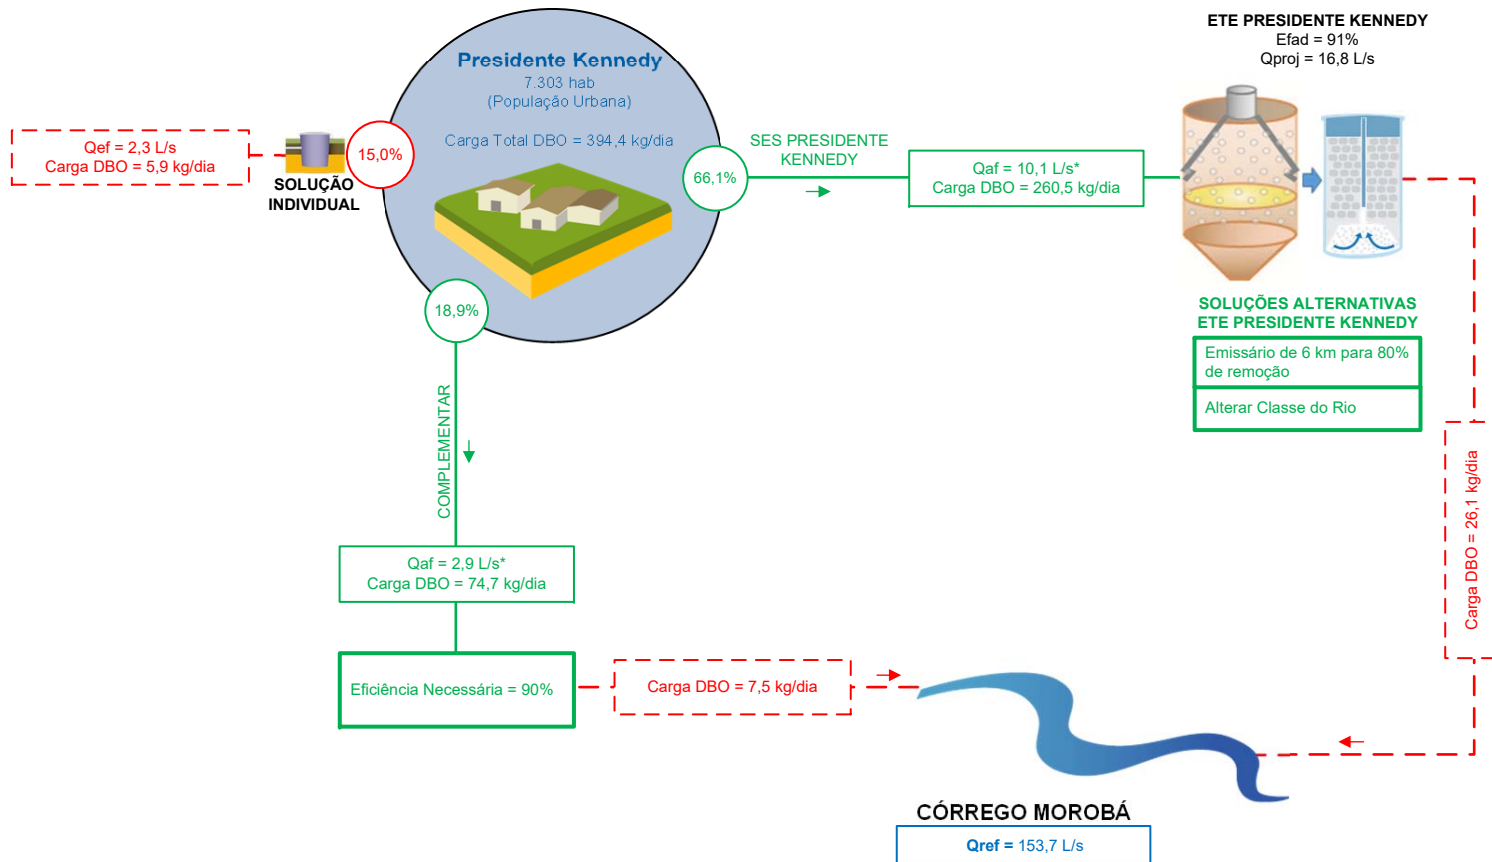 ETE PRESIDENTE KENNEDY
Efad = 91%
Qproj = 16,8 L/s
Presidente Kennedy
7.303 hab
(População Urbana)
Carga Total DBO = 394,4 kg/dia
Qef = 2,3 L/s
Carga DBO = 5,9 kg/dia
SOLUÇÃO
INDIVIDUAL
15,0%
66,1%
SES PRESIDENTE
KENNEDY
Qaf = 10,1 L/s*
Carga DBO = 260,5 kg/dia
18,9%
SOLUÇÕES ALTERNATIVAS
ETE PRESIDENTE KENNEDY
Emissário de 6 km para 80%
de remoção
Alterar Classe do Rio
COMPLEMENTAR
Carga DBO = 26,1 kg/dia
Qaf = 2,9 L/s*
Carga DBO = 74,7 kg/dia
Eficiência Necessária = 90%
Carga DBO = 7,5 kg/dia
CÓRREGO MOROBÁ
Qref = 153,7 L/s